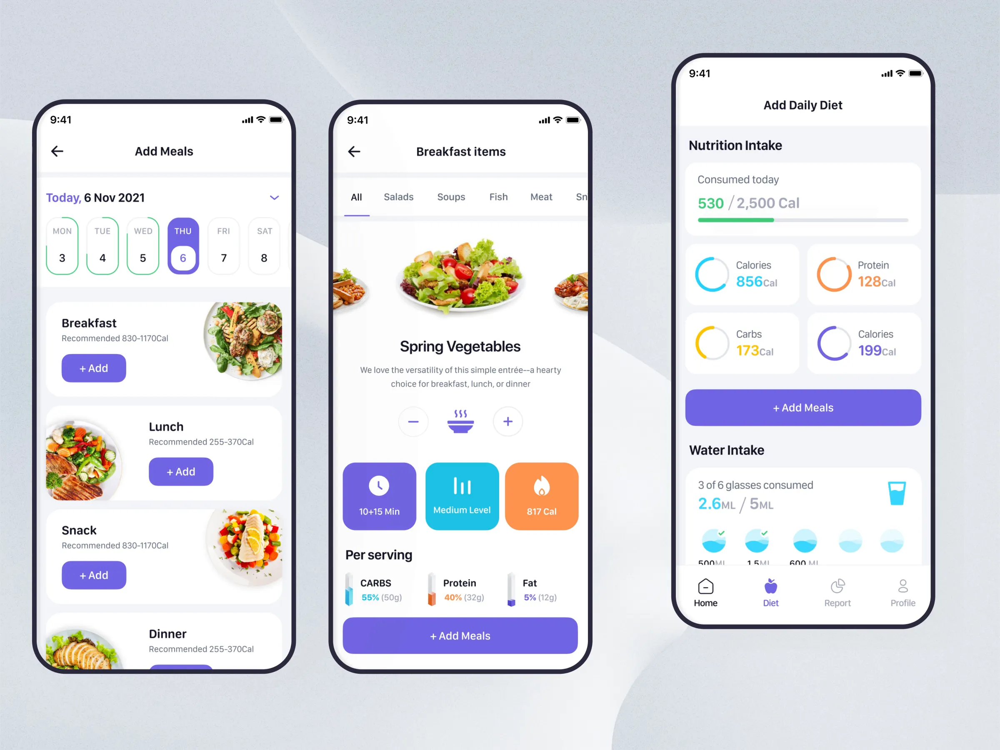 9:41
Add Meals
Today, 6 Nov 2021
MON TUE WED THU FRI SAT
3 4 5 6 7 8
Breakfast
Recommended 830-1170Cal
+ Add
Lunch
Recommended 255-370Cal
+ Add
Snack
Recommended 830-1170Cal
+ Add
Dinner
Recommended 255-370Cal
9:41
Breakfast items
All Salads Soups Fish Meat Sn
Spring Vegetables
We love the versatility of this simple entrée--a hearty
choice for breakfast, lunch, or dinner
10+15 Min
Medium Level
817 Cal
Per serving
CARBS
55% (50g)
Protein
40% (32g)
Fat
5% (12g)
+ Add Meals
9:41
Add Daily Diet
Nutrition Intake
Consumed today
530 / 2,500 Cal
Calories
856Cal
Protein
128Cal
Carbs
173Cal
Calories
199Cal
+ Add Meals
Water Intake
3 of 6 glasses consumed
2.6ML / 5ML
500ML 1.5ML 600 ML
Home Diet Report Profile